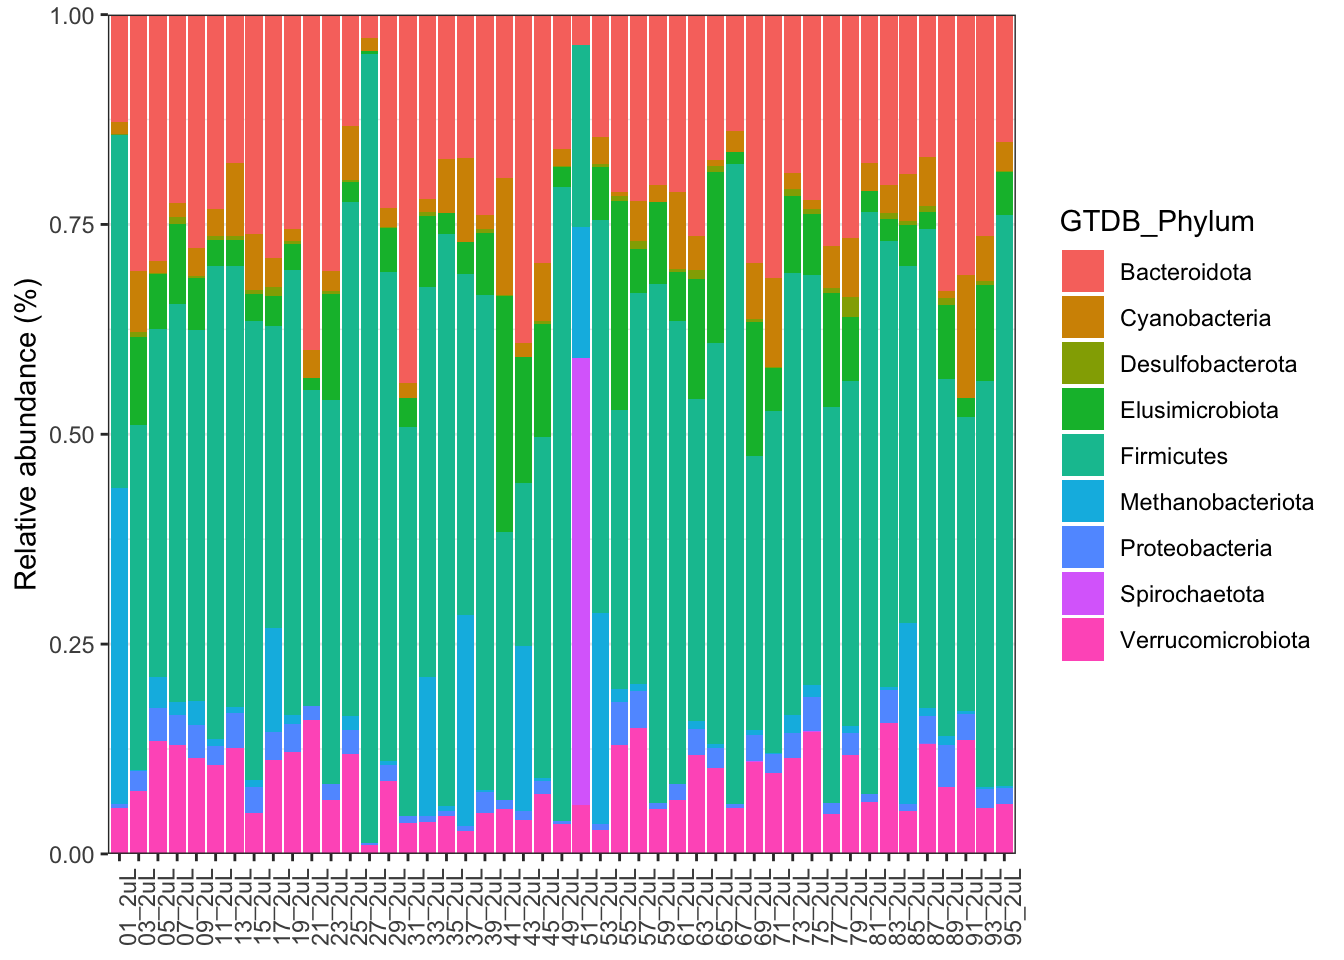 1.00
0.75
0.50
0.25
0.00
Relative abundance (%)
01_2uL
03_2uL
05_2uL
07_2uL
09_2uL
11_2uL
13_2uL
15_2uL
17_2uL
19_2uL
21_2uL
23_2uL
25_2uL
27_2uL
29_2uL
31_2uL
33_2uL
35_2uL
37_2uL
39_2uL
41_2uL
43_2uL
45_2uL
49_2uL
51_2uL
53_2uL
55_2uL
57_2uL
59_2uL
61_2uL
63_2uL
65_2uL
67_2uL
69_2uL
71_2uL
73_2uL
75_2uL
77_2uL
79_2uL
81_2uL
83_2uL
85_2uL
87_2uL
89_2uL
91_2uL
93_2uL
95_2uL
GTDB_Phylum
Bacteroidota
Cyanobacteria
Desulfobacterota
Elusimicrobiota
Firmicutes
Methanobacteriota
Proteobacteria
Spirochaetota
Verrucomicrobiota